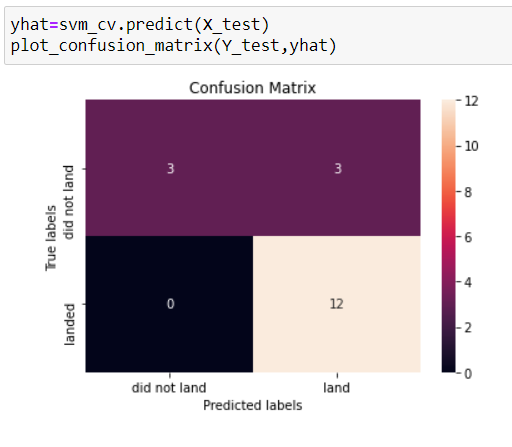 yhat=svm_cv.predict(X_test)
plot_confusion_matrix(Y_test,yhat)
Confusion Matrix
True labels
did not land
landed
3 3
0 12
did not land land
Predicted labels
12
10
8
6
4
2
0